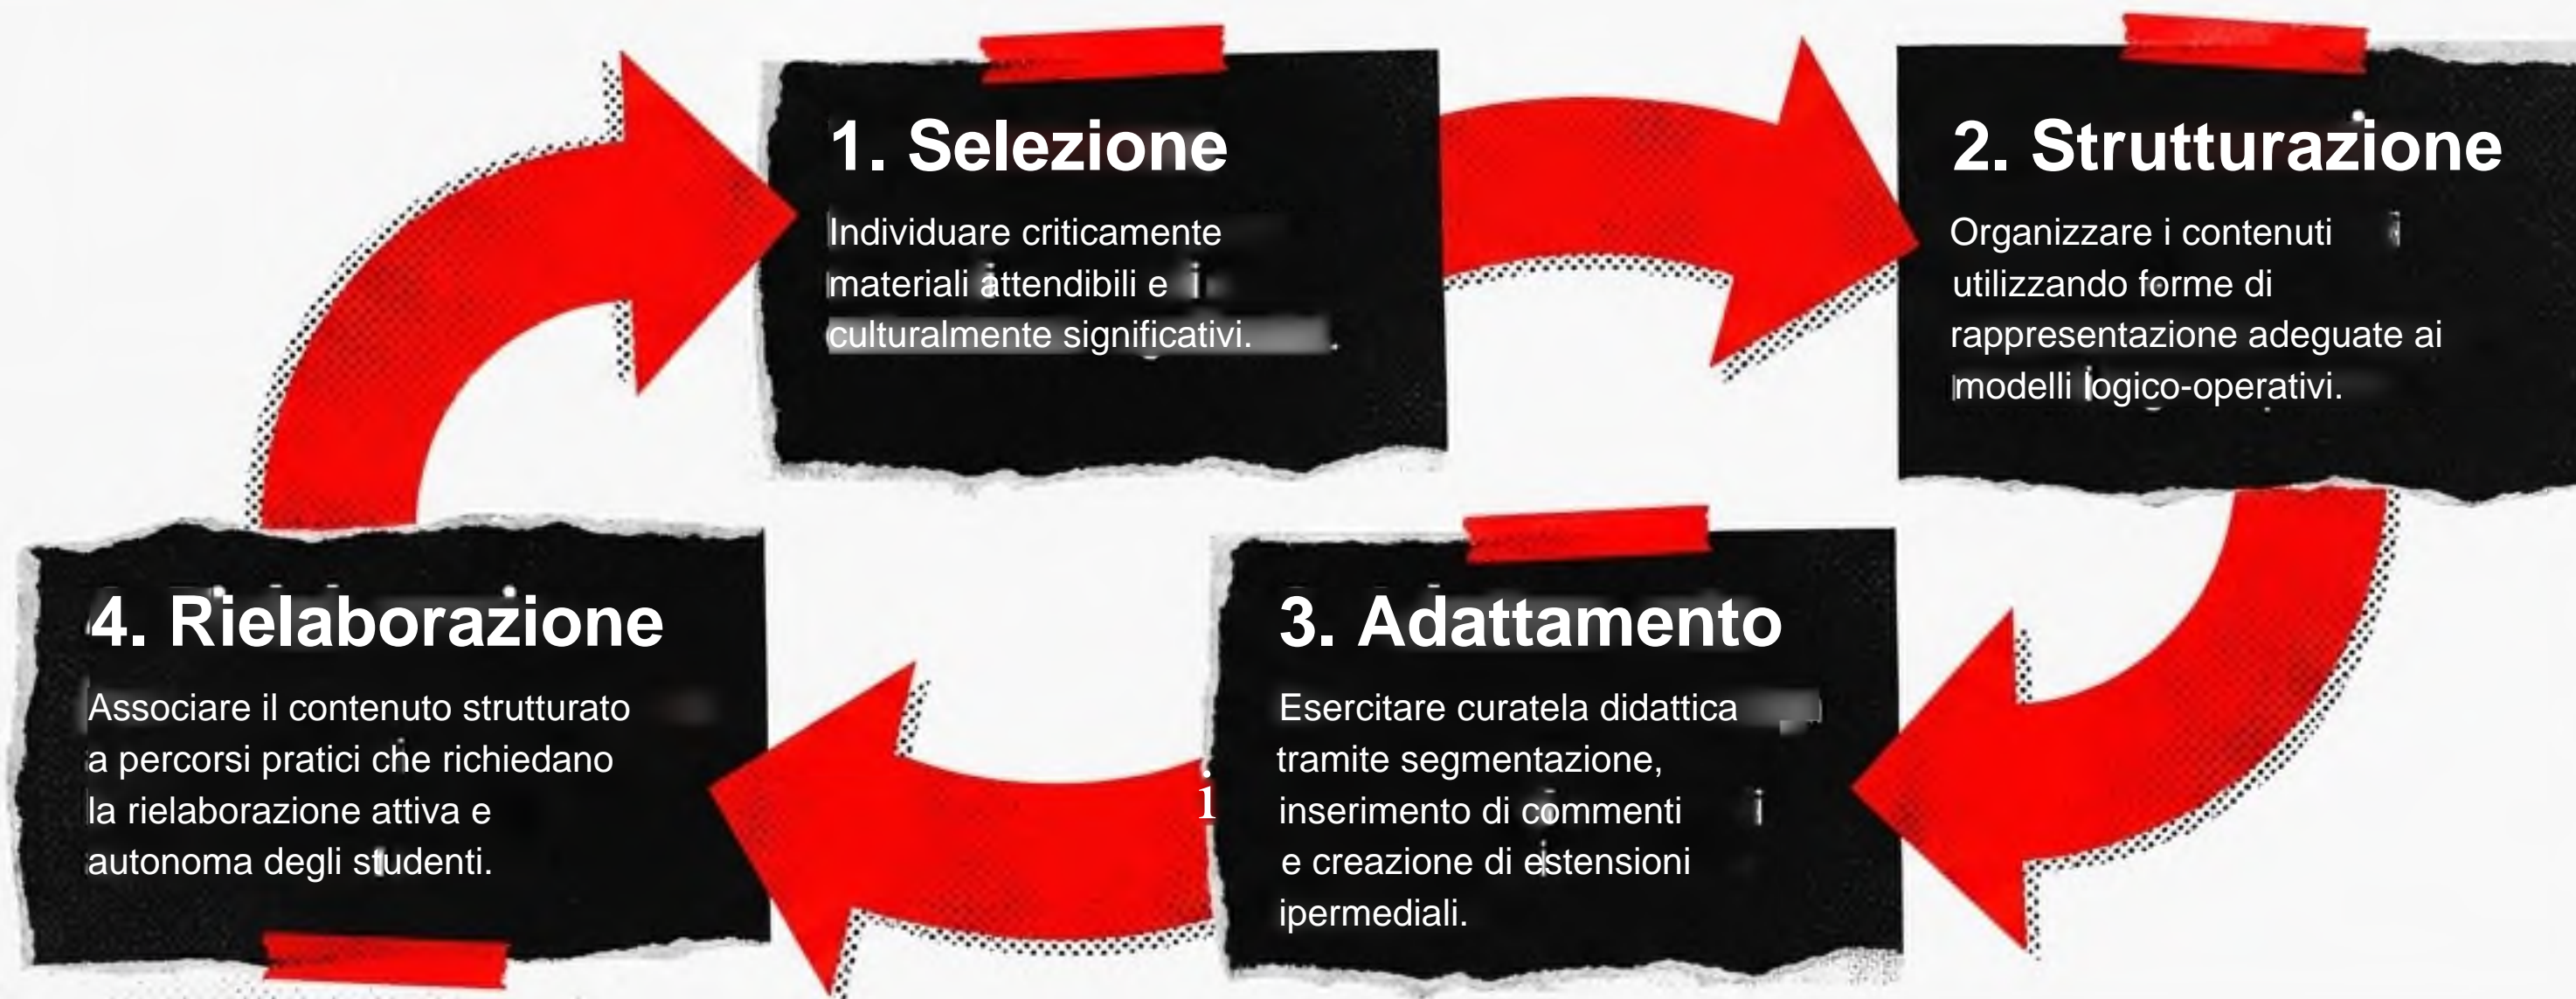 1. Selezione
Individuare criticamente
materiali attendibili e
culturalmente significativi.
2. Strutturazione
Organizzare i contenuti
utilizzando forme di
rappresentazione adeguate ai
modelli logico-operativi.
3. Adattamento
Esercitare curatela didattica
tramite segmentazione,
inserimento di commenti
e creazione di estensioni
ipermediali.
4. Rielaborazione
Associare il contenuto strutturato
a percorsi pratici che richiedano
la rielaborazione attiva e
autonoma degli studenti.